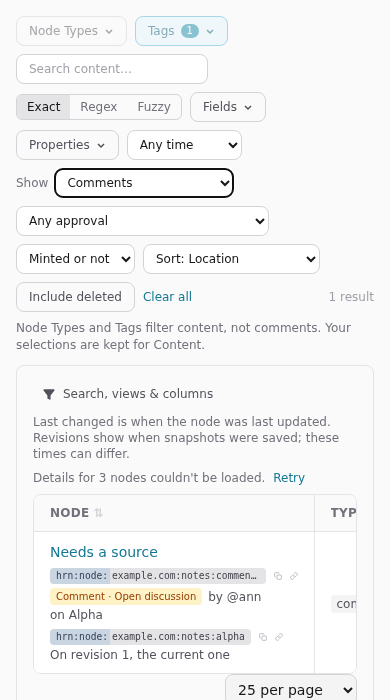 Node Types Tags 1
Search content…
Exact Regex Fuzzy Fields
Properties Any time
Show Comments
Any approval
Minted or not Sort: Location
Include deleted Clear all 1 result
Node Types and Tags filter content, not comments. Your
selections are kept for Content.
Search, views & columns
Last changed is when the node was last updated.
Revisions show when snapshots were saved; these
times can differ.
Details for 3 nodes couldn't be loaded. Retry
NODE
Needs a source
hrn:node: example.com:notes:commen…
Comment · Open discussion by @ann
on Alpha
hrn:node: example.com:notes:alpha
On revision 1, the current one
25 per page